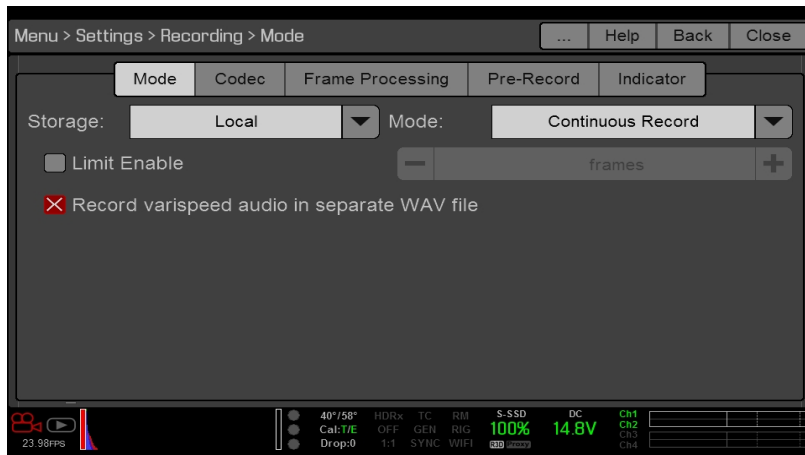 Menu > Settings > Recording > Mode ... Help Back Close
Mode Codec Frame Processing Pre-Record Indicator
Storage: Local Mode: Continuous Record
Limit Enable frames
Record varispeed audio in separate WAV file
40°/58° HDRx TC RM S-SSD DC Ch1
Cal:T/E OFF GEN RIG 100% 14.8V Ch2
23.98FPS Drop:0 1:1 SYNC WIFI R3D Proxy Ch3
Ch4